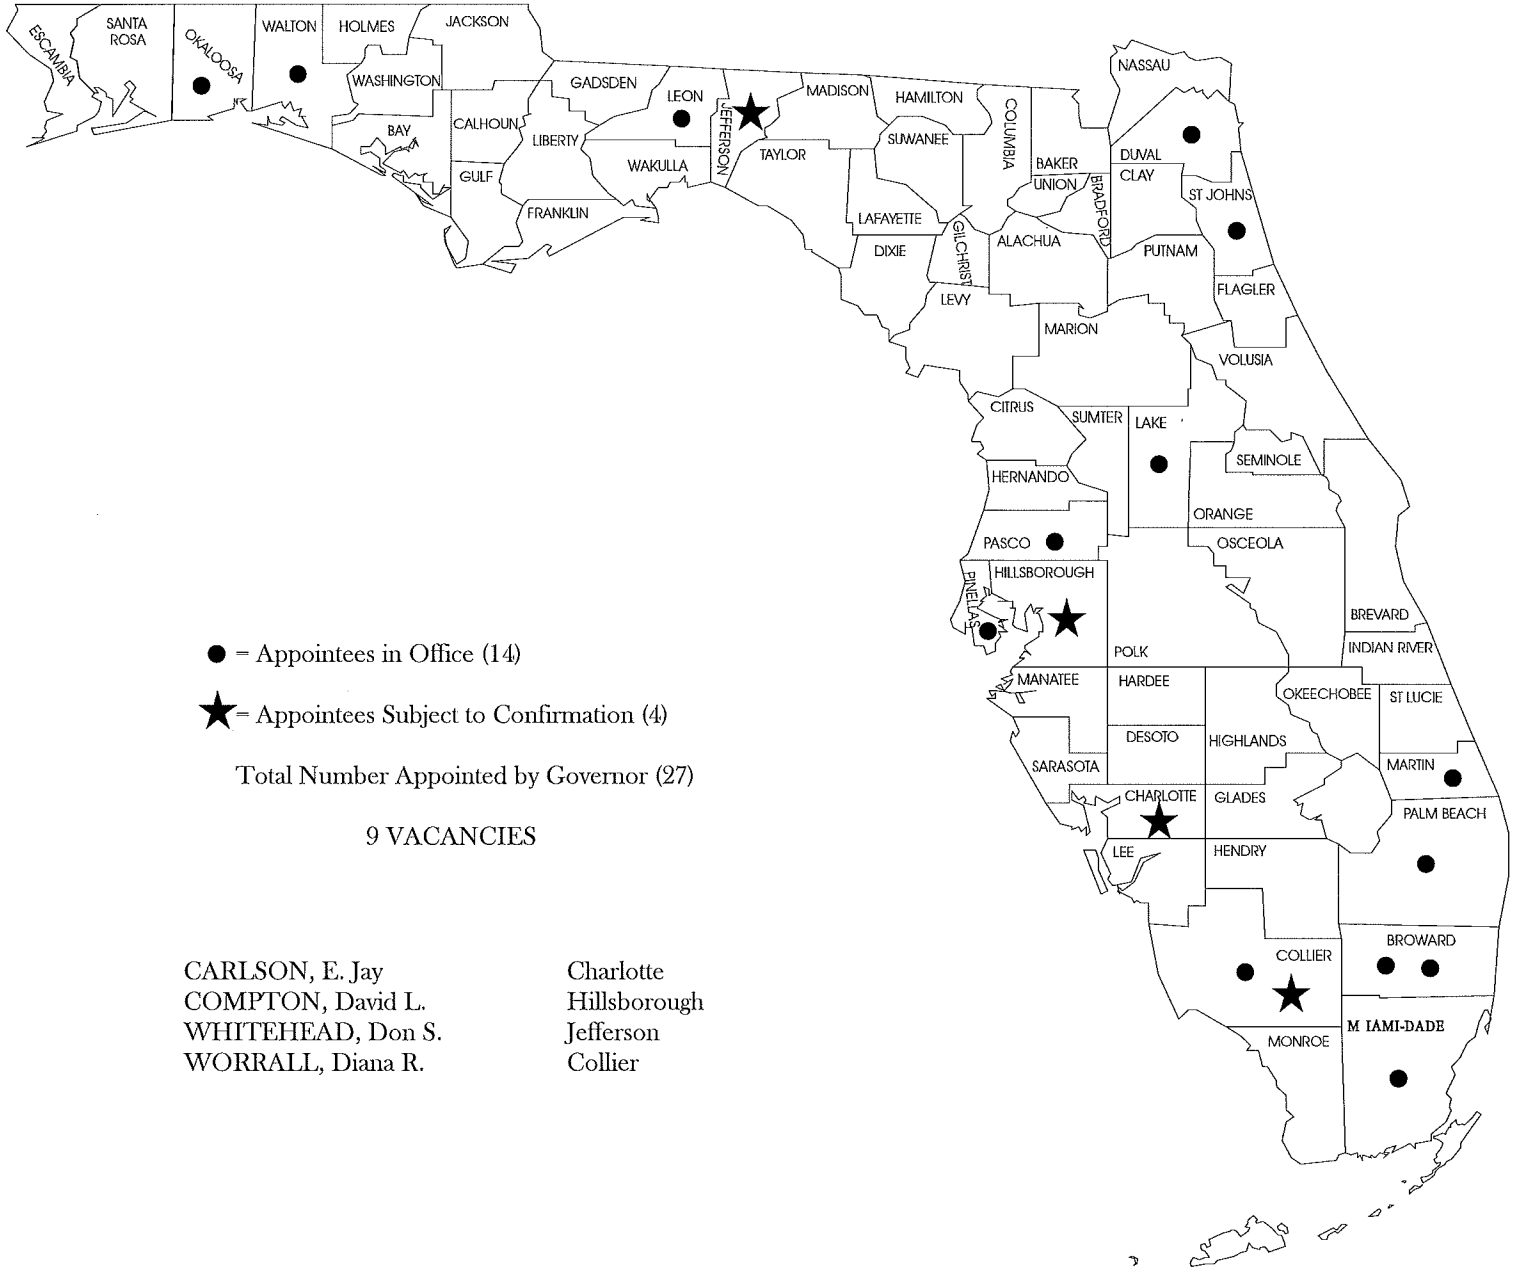 ESCAMBIA
SANTA
ROSA
OKALOOSA
WALTON
HOLMES
JACKSON
WASHINGTON
BAY
CALHOUN
GULF
GADSDEN
LIBERTY
FRANKLIN
LEON
WAKULLA
JEFFERSON
MADISON
TAYLOR
HAMILTON
SUWANEE
LAFAYETTE
DIXIE
COLUMBIA
GILCHRIST
LEVY
NASSAU
BAKER
UNION
BRADFORD
DUVAL
CLAY
ST JOHNS
ALACHUA
PUTNAM
FLAGLER
MARION
VOLUSIA
CITRUS
SUMTER
LAKE
SEMINOLE
HERNANDO
ORANGE
PASCO
OSCEOLA
PINELLAS
HILLSBOROUGH
BREVARD
POLK
INDIAN RIVER
MANATEE
HARDEE
OKEECHOBEE
ST LUCIE
DESOTO
HIGHLANDS
SARASOTA
MARTIN
CHARLOTTE
GLADES
PALM BEACH
LEE
HENDRY
BROWARD
COLLIER
M IAMI-DADE
MONROE
= Appointees in Office (14)
= Appointees Subject to Confirmation (4)
Total Number Appointed by Governor (27)
9 VACANCIES
CARLSON, E. Jay Charlotte
COMPTON, David L. Hillsborough
WHITEHEAD, Don S. Jefferson
WORRALL, Diana R. Collier